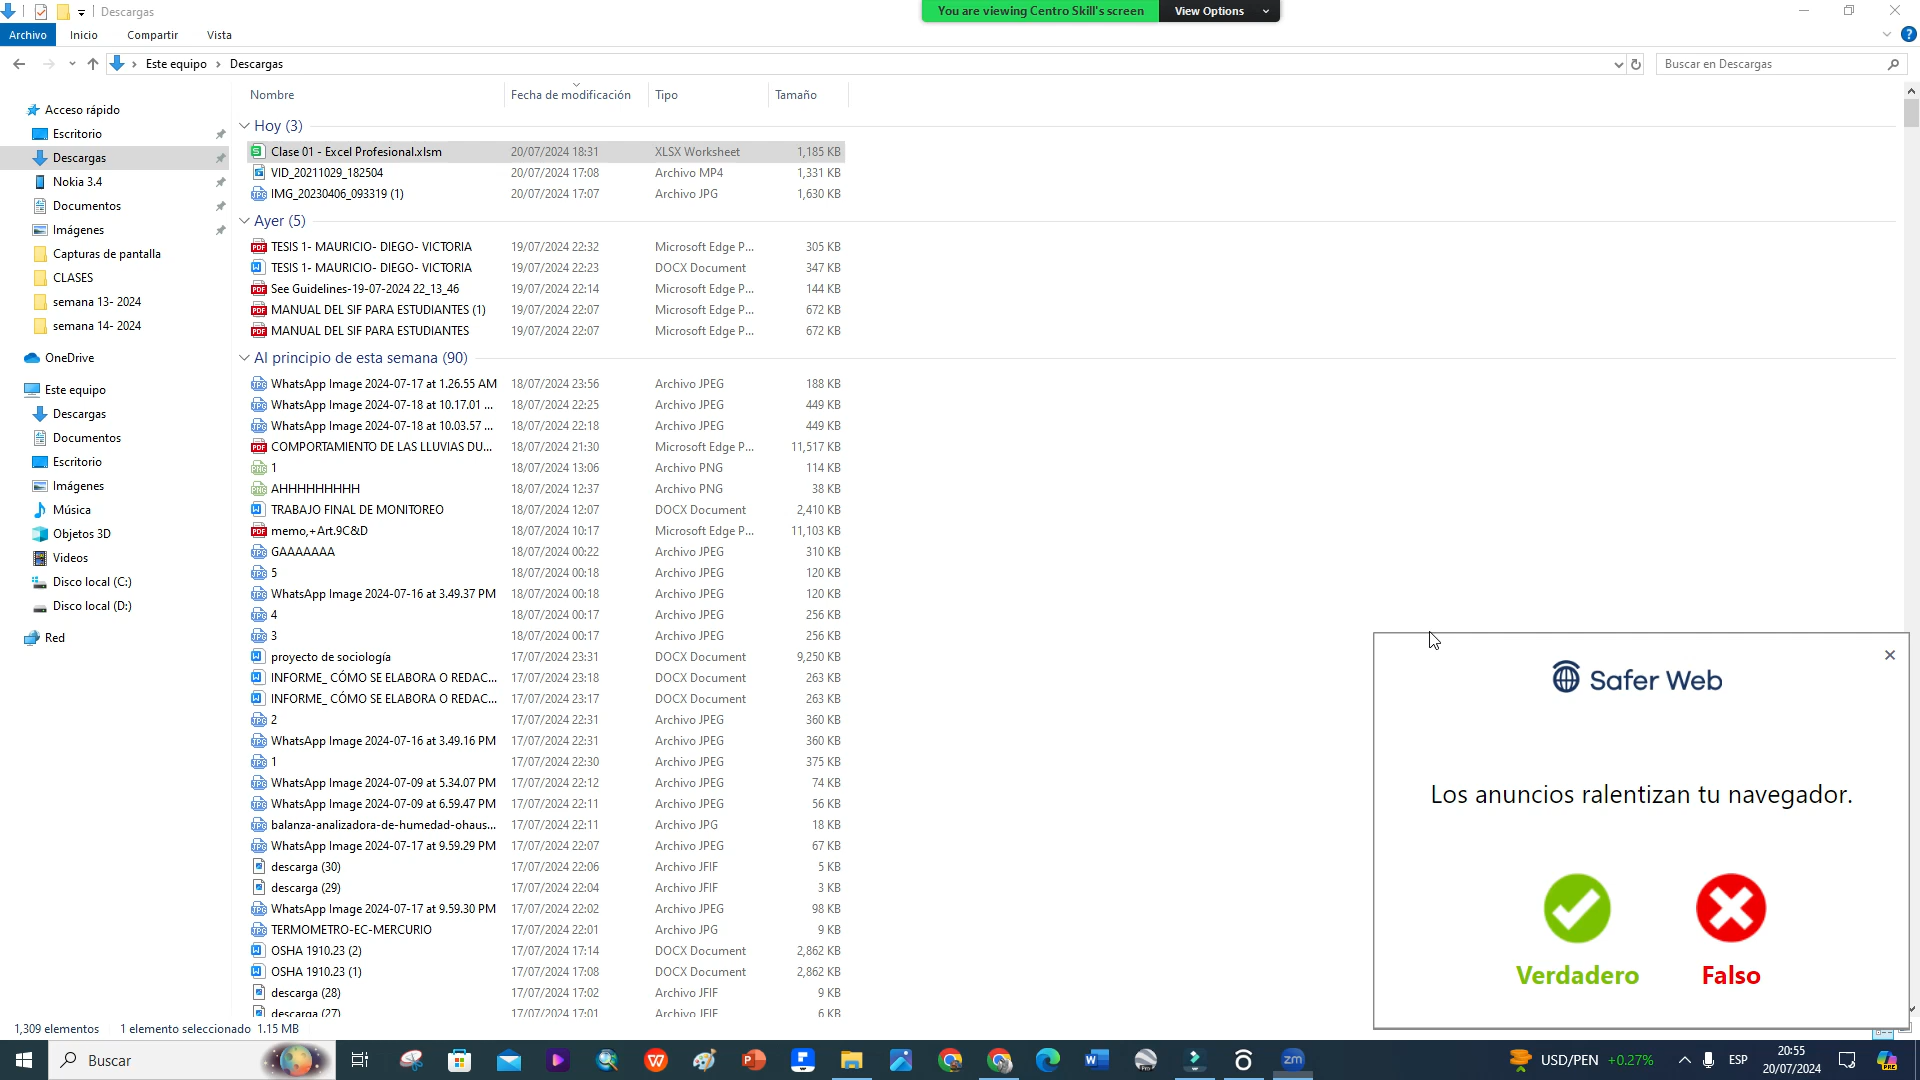 Descargas
You are viewing Centro Skill's screen View Options
Archivo Inicio Compartir Vista
Este equipo Descargas Buscar en Descargas
Nombre Fecha de modificación Tipo Tamaño
Acceso rápido
Escritorio
Descargas
Nokia 3.4
Documentos
Imágenes
Capturas de pantalla
CLASES
semana 13- 2024
semana 14- 2024
OneDrive
Este equipo
Descargas
Documentos
Escritorio
Imágenes
Música
Objetos 3D
Videos
Disco local (C:)
Disco local (D:)
Red
Hoy (3)
Clase 01 - Excel Profesional.xlsm 20/07/2024 18:31 XLSX Worksheet 1,185 KB
VID_20211029_182504 20/07/2024 17:08 Archivo MP4 1,331 KB
IMG_20230406_093319 (1) 20/07/2024 17:07 Archivo JPG 1,630 KB
Ayer (5)
TESIS 1- MAURICIO- DIEGO- VICTORIA 19/07/2024 22:32 Microsoft Edge P... 305 KB
TESIS 1- MAURICIO- DIEGO- VICTORIA 19/07/2024 22:23 DOCX Document 347 KB
See Guidelines-19-07-2024 22_13_46 19/07/2024 22:14 Microsoft Edge P... 144 KB
MANUAL DEL SIF PARA ESTUDIANTES (1) 19/07/2024 22:07 Microsoft Edge P... 672 KB
MANUAL DEL SIF PARA ESTUDIANTES 19/07/2024 22:07 Microsoft Edge P... 672 KB
Al principio de esta semana (90)
WhatsApp Image 2024-07-17 at 1.26.55 AM 18/07/2024 23:56 Archivo JPEG 188 KB
WhatsApp Image 2024-07-18 at 10.17.01 ... 18/07/2024 22:25 Archivo JPEG 449 KB
WhatsApp Image 2024-07-18 at 10.03.57 ... 18/07/2024 22:18 Archivo JPEG 449 KB
COMPORTAMIENTO DE LAS LLUVIAS DU... 18/07/2024 21:30 Microsoft Edge P... 11,517 KB
1 18/07/2024 13:06 Archivo PNG 114 KB
AHHHHHHHHH 18/07/2024 12:37 Archivo PNG 38 KB
TRABAJO FINAL DE MONITOREO 18/07/2024 12:07 DOCX Document 2,410 KB
memo,+Art.9C&D 18/07/2024 10:17 Microsoft Edge P... 11,103 KB
GAAAAAAA 18/07/2024 00:22 Archivo JPEG 310 KB
5 18/07/2024 00:18 Archivo JPEG 120 KB
WhatsApp Image 2024-07-16 at 3.49.37 PM 18/07/2024 00:18 Archivo JPEG 120 KB
4 18/07/2024 00:17 Archivo JPEG 256 KB
3 18/07/2024 00:17 Archivo JPEG 256 KB
proyecto de sociología 17/07/2024 23:31 DOCX Document 9,250 KB
INFORME_ CÓMO SE ELABORA O REDAC... 17/07/2024 23:18 DOCX Document 263 KB
INFORME_ CÓMO SE ELABORA O REDAC... 17/07/2024 23:17 DOCX Document 263 KB
2 17/07/2024 22:31 Archivo JPEG 360 KB
WhatsApp Image 2024-07-16 at 3.49.16 PM 17/07/2024 22:31 Archivo JPEG 360 KB
1 17/07/2024 22:30 Archivo JPEG 375 KB
WhatsApp Image 2024-07-09 at 5.34.07 PM 17/07/2024 22:12 Archivo JPEG 74 KB
WhatsApp Image 2024-07-09 at 6.59.47 PM 17/07/2024 22:11 Archivo JPEG 56 KB
balanza-analizadora-de-humedad-ohaus... 17/07/2024 22:11 Archivo JPG 18 KB
WhatsApp Image 2024-07-17 at 9.59.29 PM 17/07/2024 22:07 Archivo JPEG 67 KB
descarga (30) 17/07/2024 22:06 Archivo JFIF 5 KB
descarga (29) 17/07/2024 22:04 Archivo JFIF 3 KB
WhatsApp Image 2024-07-17 at 9.59.30 PM 17/07/2024 22:02 Archivo JPEG 98 KB
TERMOMETRO-EC-MERCURIO 17/07/2024 22:01 Archivo JPG 9 KB
OSHA 1910.23 (2) 17/07/2024 17:14 DOCX Document 2,862 KB
OSHA 1910.23 (1) 17/07/2024 17:08 DOCX Document 2,862 KB
descarga (28) 17/07/2024 17:02 Archivo JFIF 9 KB
descarga (27) 17/07/2024 17:01 Archivo JFIF 6 KB
Safer Web
Los anuncios ralentizan tu navegador.
Verdadero Falso
1,309 elementos 1 elemento seleccionado 1.15 MB
Buscar USD/PEN +0.27% ESP 20:55
20/07/2024